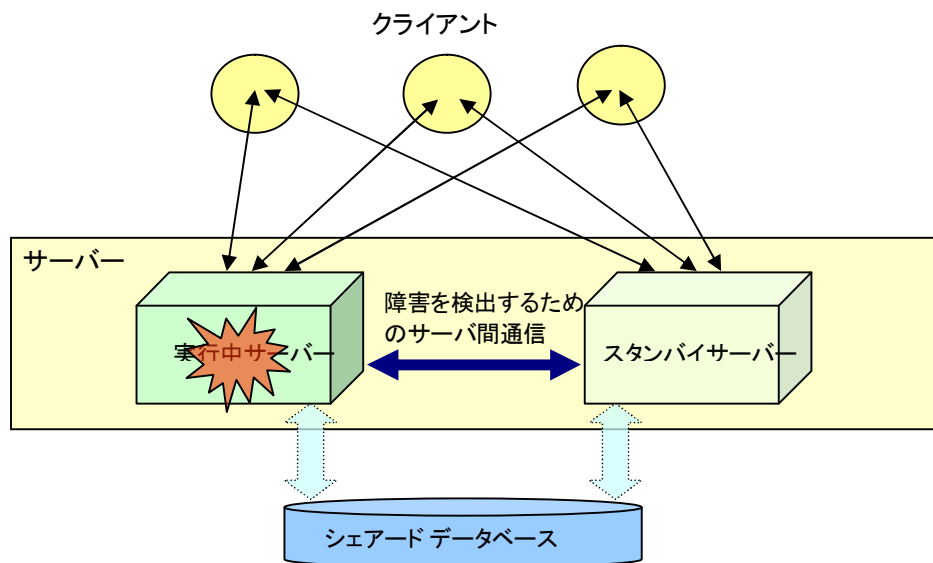 クライアント
サーバー
障害を検出するため
のサーバ間通信
実行中サーバー
スタンバイサーバー
シェアード データベース